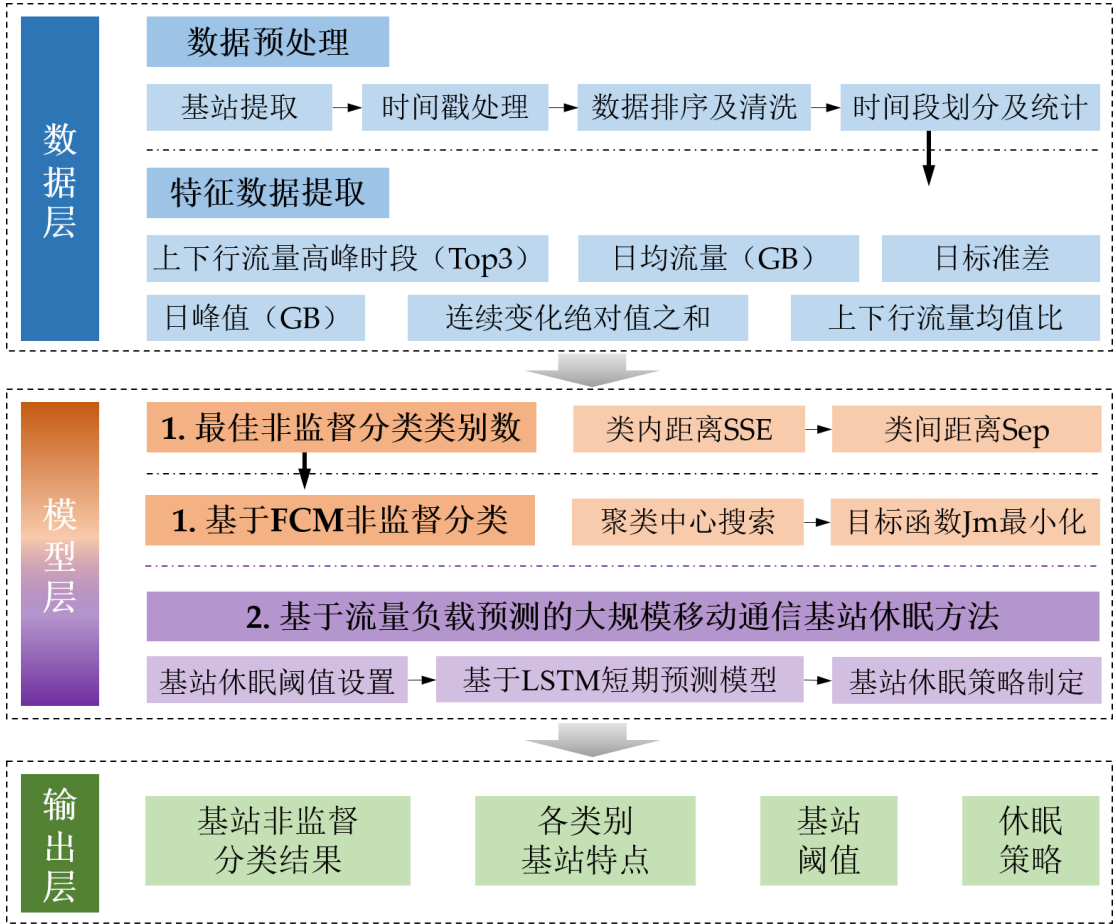 数据层
数据预处理
基站提取
时间戳处理
数据排序及清洗
时间段划分及统计
特征数据提取
上下行流量高峰时段（Top3）
日均流量（GB）
日标准差
日峰值（GB）
连续变化绝对值之和
上下行流量均值比
模型层
1. 最佳非监督分类类别数
类内距离SSE
类间距离Sep
1. 基于FCM非监督分类
聚类中心搜索
目标函数Jm最小化
2. 基于流量负载预测的大规模移动通信基站休眠方法
基站休眠阈值设置
基于LSTM短期预测模型
基站休眠策略制定
输出层
基站非监督
分类结果
各类别
基站特点
基站
阈值
休眠
策略